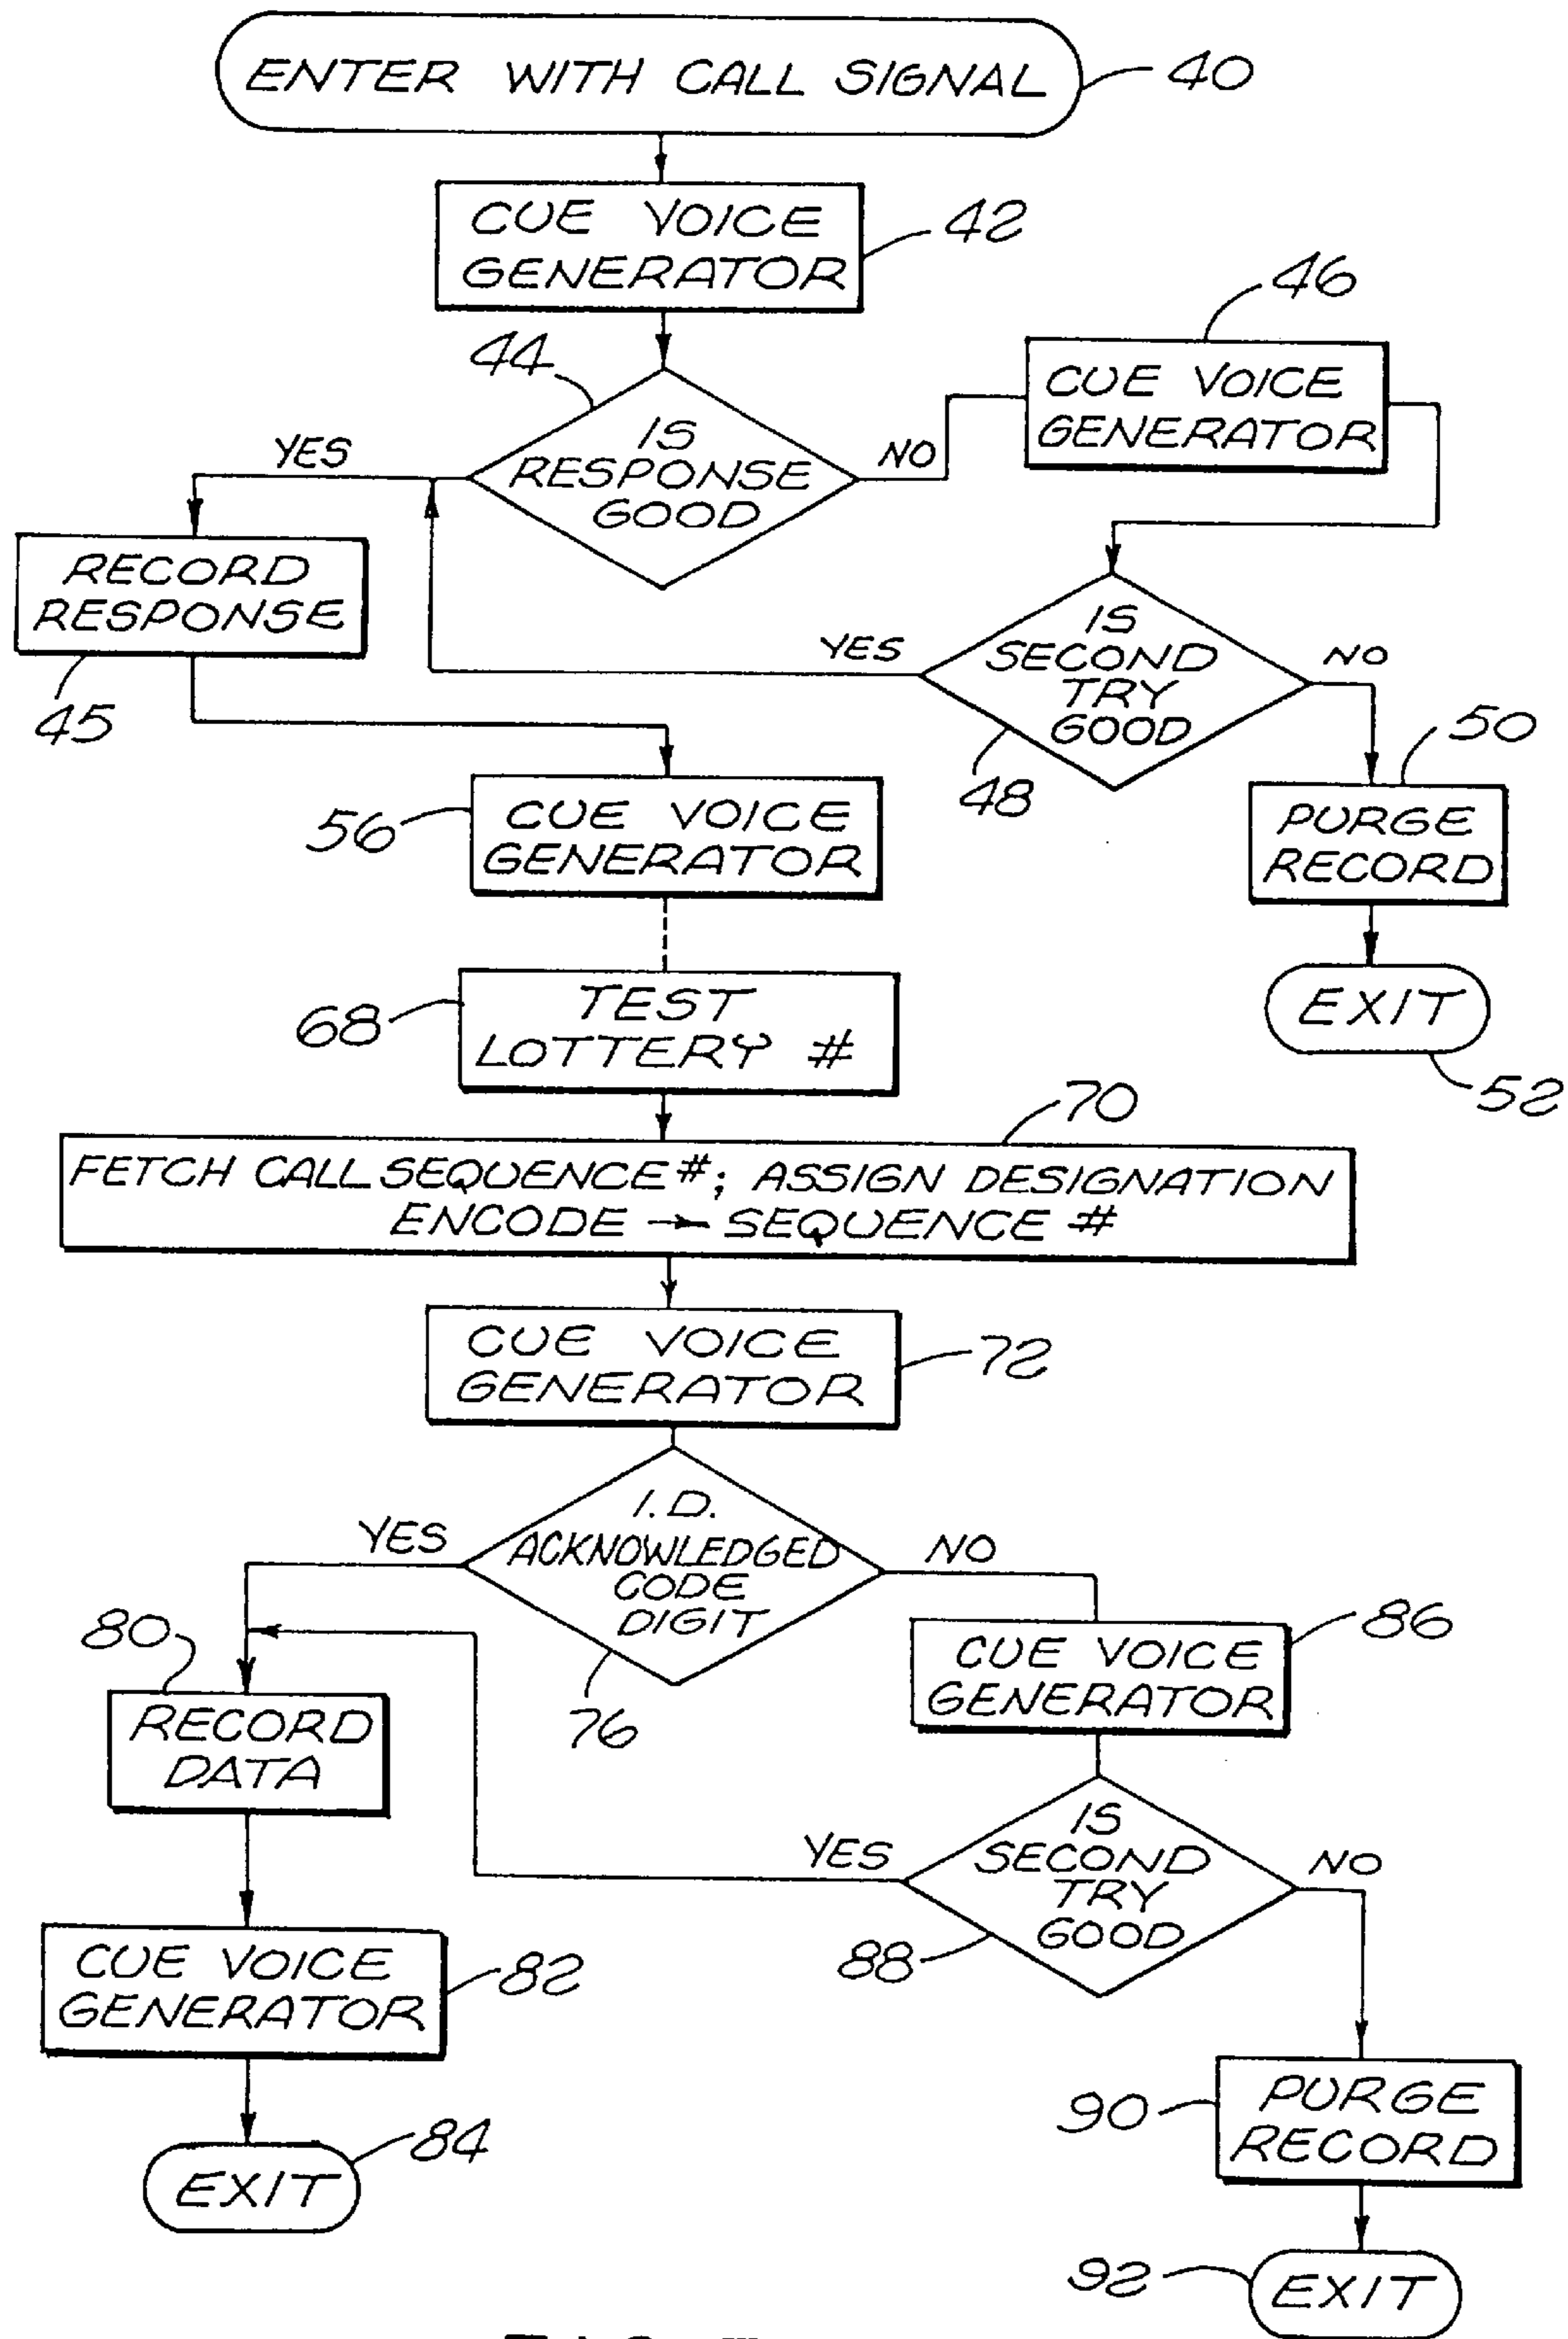 ENTER WITH CALL SIGNAL
40
CUE VOICE
GENERATOR
42
46
CUE VOICE
GENERATOR
44
IS
RESPONSE
GOOD
YES
NO
RECORD
RESPONSE
45
IS
SECOND
TRY
GOOD
YES
NO
48
50
PURGE
RECORD
EXIT
52
56
CUE VOICE
GENERATOR
68
TEST
LOTTERY #
70
FETCH CALL SEQUENCE #; ASSIGN DESIGNATION
ENCODE → SEQUENCE #
CUE VOICE
GENERATOR
72
I.D.
ACKNOWLEDGED
CODE
DIGIT
YES
NO
76
80
RECORD
DATA
86
CUE VOICE
GENERATOR
IS
SECOND
TRY
GOOD
YES
NO
88
CUE VOICE
GENERATOR
82
EXIT
84
90
PURGE
RECORD
92
EXIT